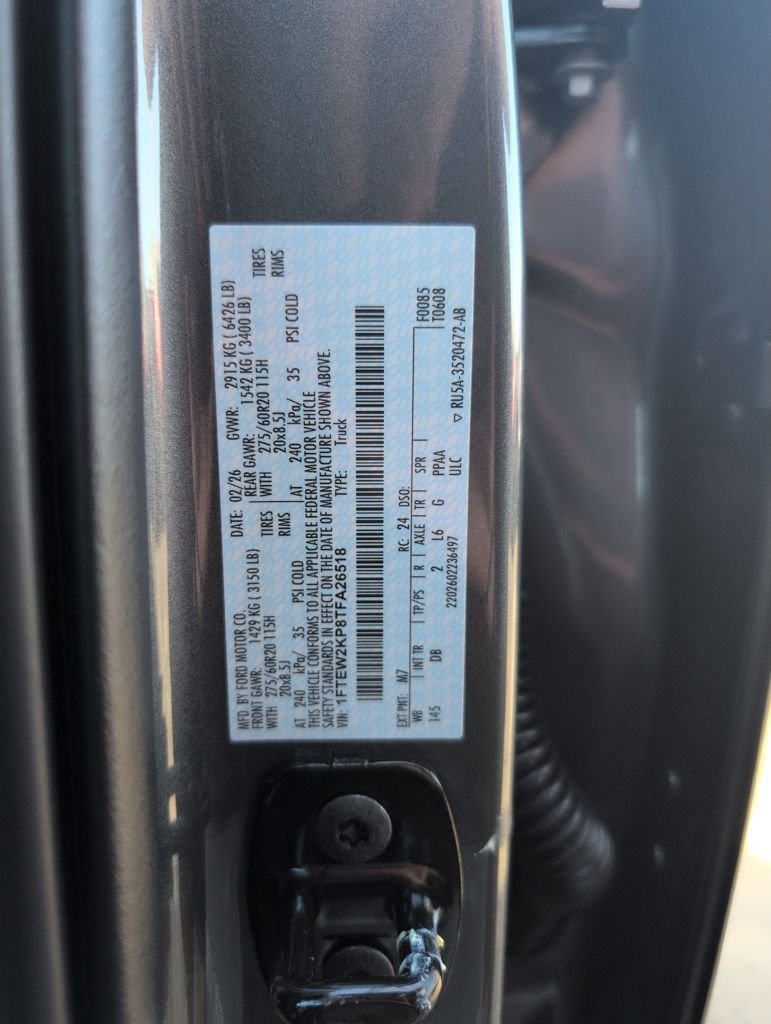 MFD. BY FORD MOTOR CO.
DATE: 02/26 GVWR: 2915 KG ( 6426 LB)
FRONT GAWR: 1429 KG ( 3150 LB) REAR GAWR: 1542 KG ( 3400 LB)
WITH 275/60R20 115H TIRES WITH 275/60R20 115H TIRES
20x8.5J RIMS 20x8.5J RIMS
AT 240 kPa/ 35 PSI COLD AT 240 kPa/ 35 PSI COLD
THIS VEHICLE CONFORMS TO ALL APPLICABLE FEDERAL MOTOR VEHICLE
SAFETY STANDARDS IN EFFECT ON THE DATE OF MANUFACTURE SHOWN ABOVE.
VIN: 1FTEW2KP8TFA26518 TYPE: Truck
EXT PNT: M7 RC: 24 DSO: F0085
WB INT TR TP/PS R AXLE TR SPR T0608
145 DB 2 L6 G PPAA
2202602236497 ULC
▽ RU5A-3520472-AB